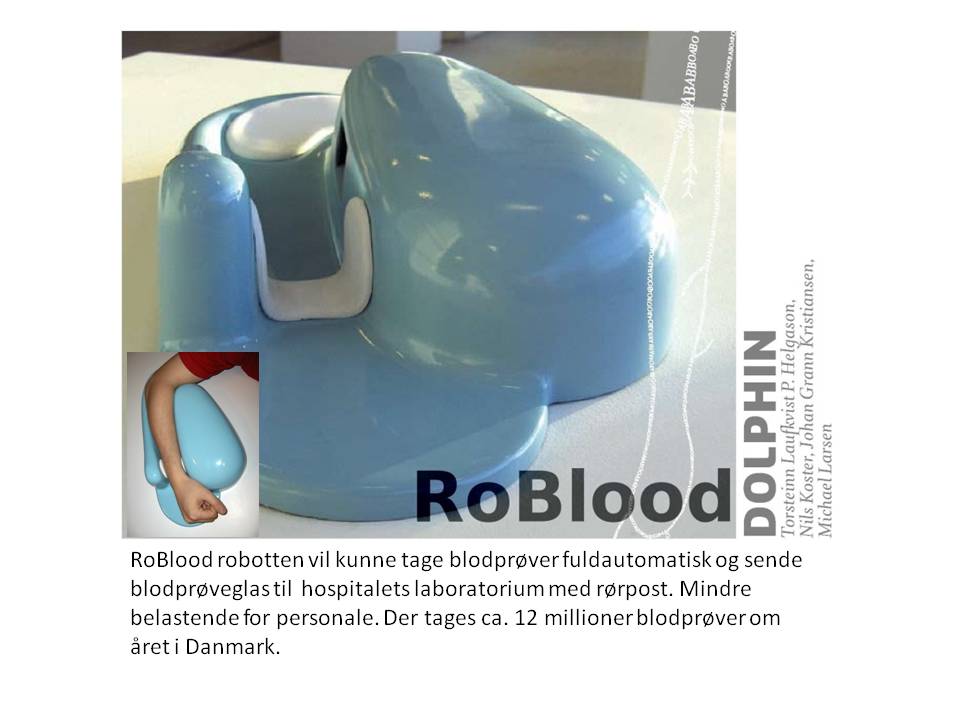 RoBlood
DOLPHIN
Torsteinn Laufkvist P. Helgason,
Nils Koster, Johan Grann Kristiansen,
Michael Larsen
RoBlood robotten vil kunne tage blodprøver fuldautomatisk og sende
blodprøveglas til hospitalets laboratorium med rørpost. Mindre
belastende for personale. Der tages ca. 12 millioner blodprøver om
året i Danmark.